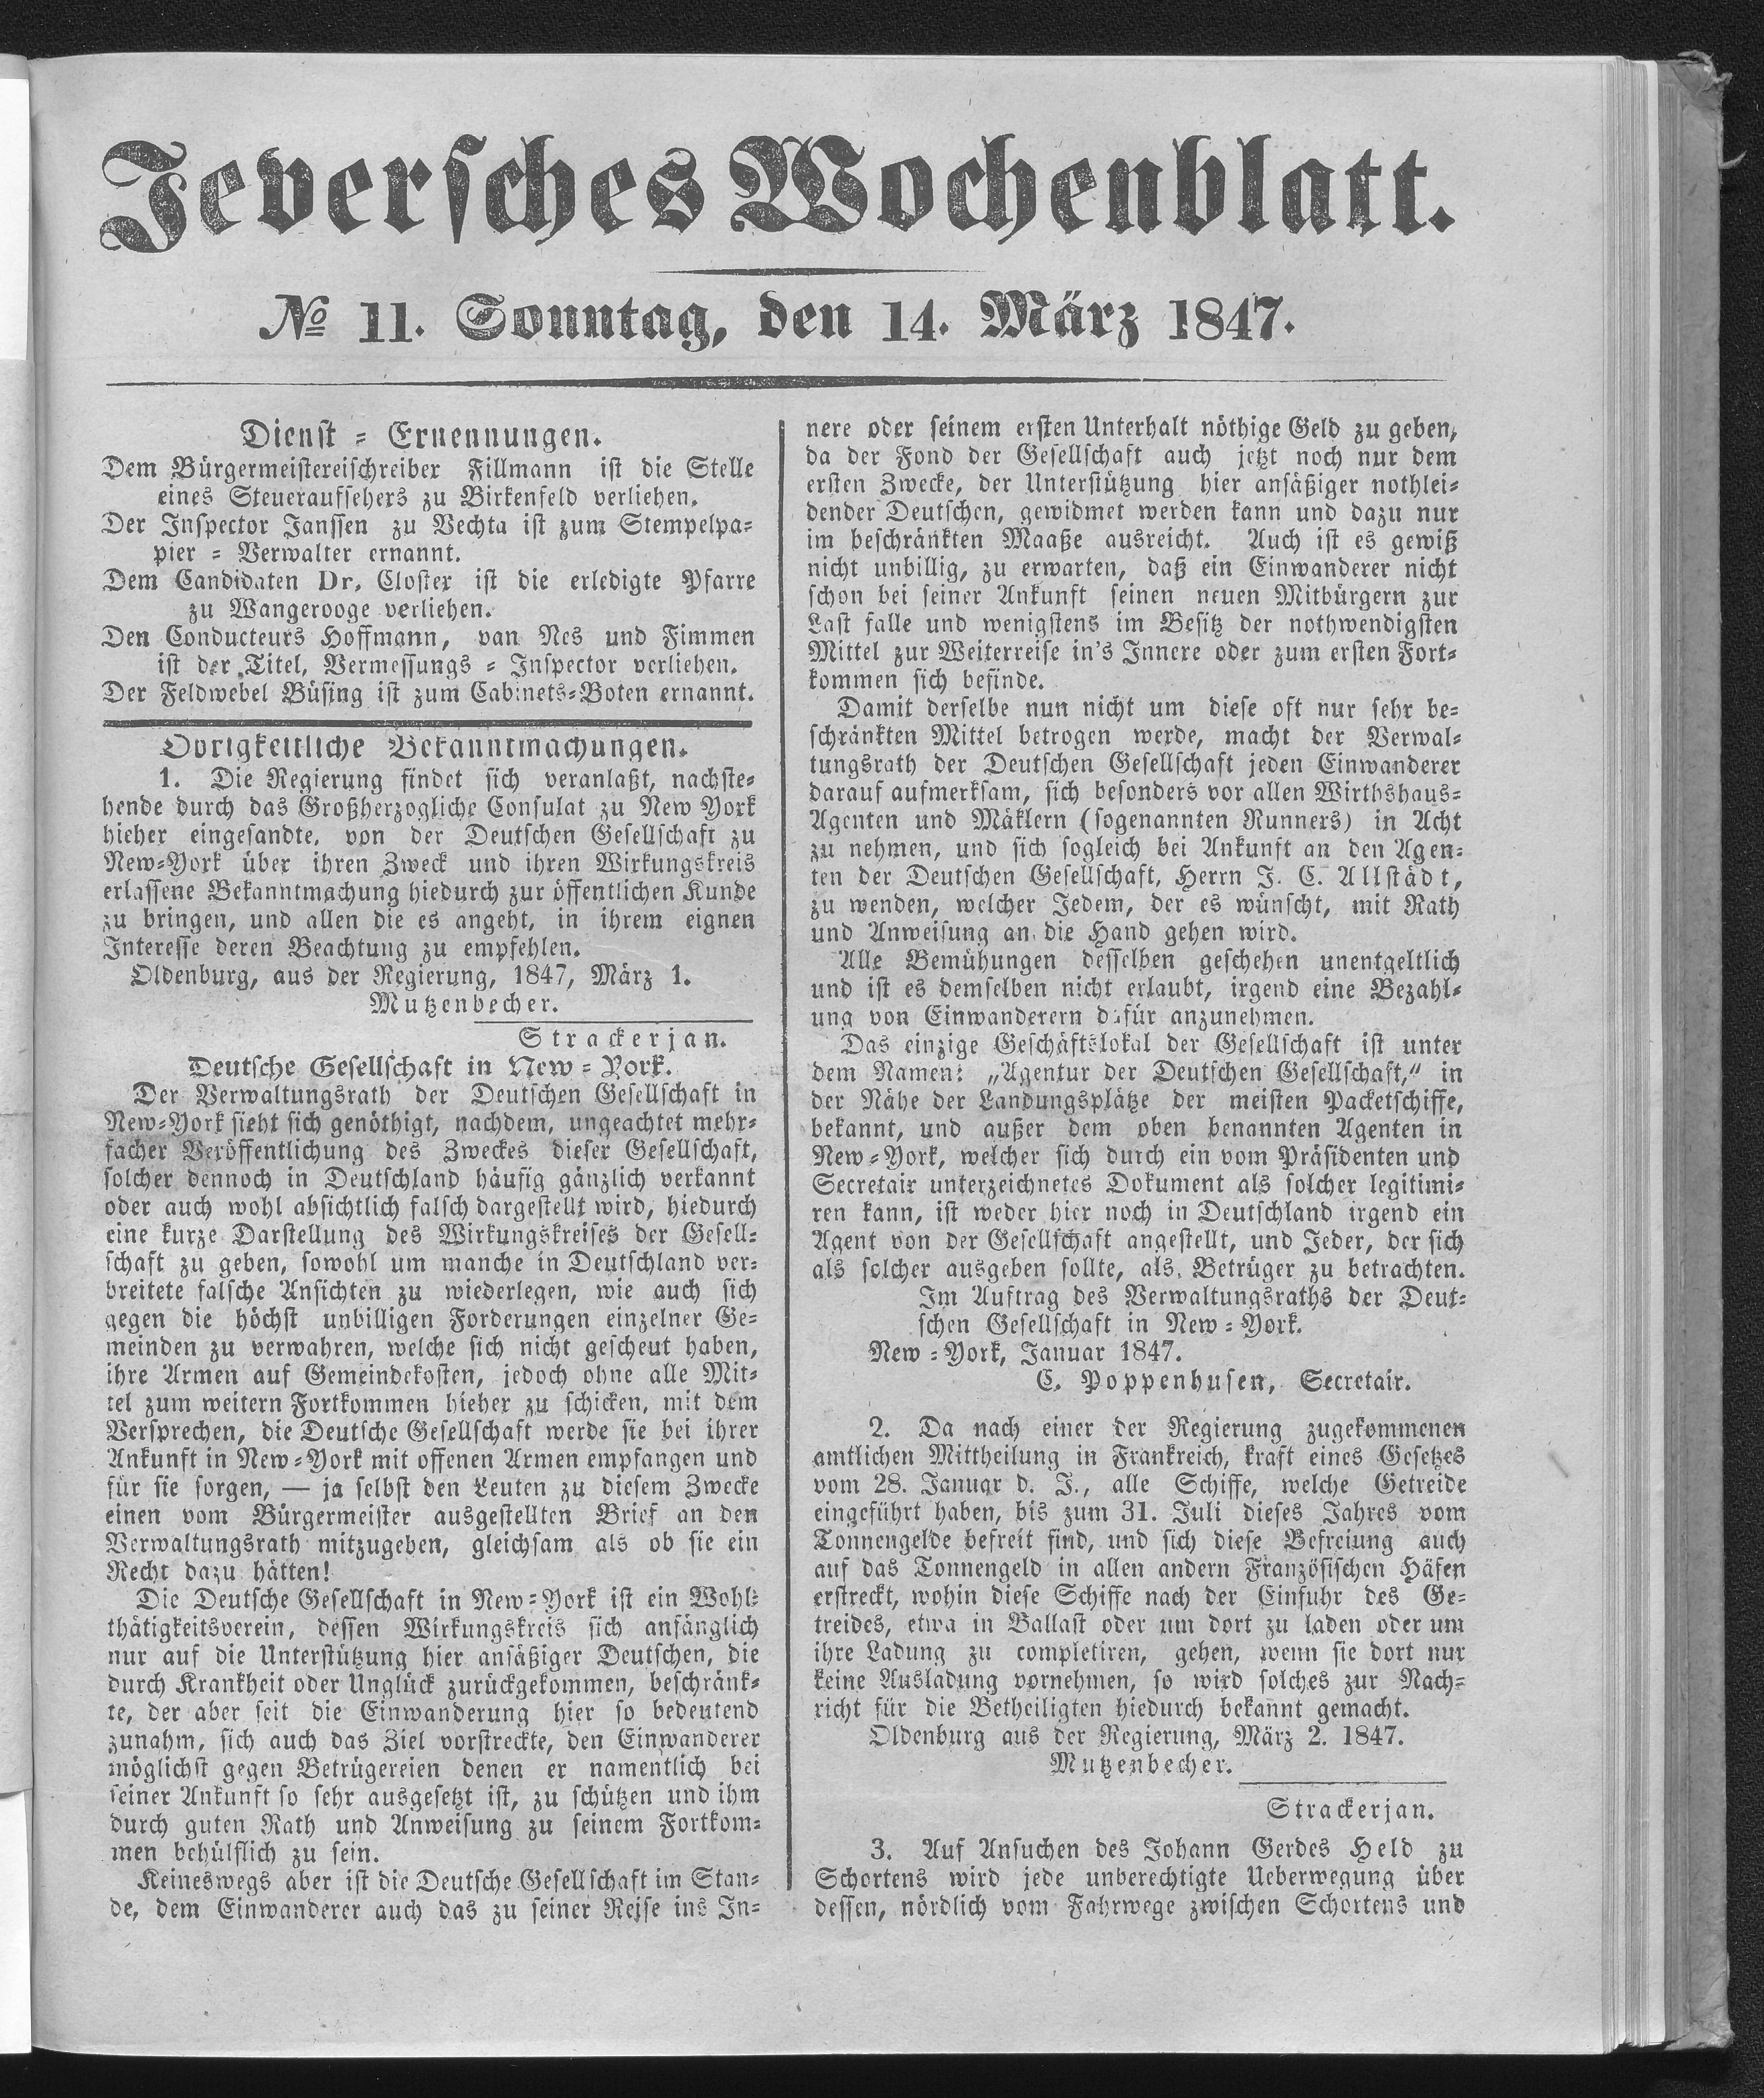 Jeversches Wochenblatt.
№ 11. Sonntag, den 14. März 1847.
Dienst - Ernennungen.
Dem Bürgermeistereischreiber Fillmann ist die Stelle
eines Steueraufsehers zu Birkenfeld verliehen.
Der Inspector Janssen zu Vechta ist zum Stempelpa-
pier - Verwalter ernannt.
Dem Candidaten Dr. Closter ist die erledigte Pfarre
zu Wangerooge verliehen.
Den Conducteurs Hoffmann, van Nes und Fimmen
ist der Titel, Vermessungs - Inspector verliehen.
Der Feldwebel Büsing ist zum Cabinets-Boten ernannt.
Obrigkeitliche Bekanntmachungen.
1. Die Regierung findet sich veranlaßt, nachste-
hende durch das Großherzogliche Consulat zu New York
hieher eingesandte, von der Deutschen Gesellschaft zu
New-York über ihren Zweck und ihren Wirkungskreis
erlassene Bekanntmachung hiedurch zur öffentlichen Kunde
zu bringen, und allen die es angeht, in ihrem eignen
Interesse deren Beachtung zu empfehlen.
Oldenburg, aus der Regierung, 1847, März 1.
Mutzenbecher.
Strackerjan.
Deutsche Gesellschaft in New - York.
Der Verwaltungsrath der Deutschen Gesellschaft in
New-York sieht sich genöthigt, nachdem, ungeachtet mehr-
facher Veröffentlichung des Zweckes dieser Gesellschaft,
solcher dennoch in Deutschland häufig gänzlich verkannt
oder auch wohl absichtlich falsch dargestellt wird, hiedurch
eine kurze Darstellung des Wirkungskreises der Gesell-
schaft zu geben, sowohl um manche in Deutschland ver-
breitete falsche Ansichten zu wiederlegen, wie auch sich
gegen die höchst unbilligen Forderungen einzelner Ge-
meinden zu verwahren, welche sich nicht gescheut haben,
ihre Armen auf Gemeindekosten, jedoch ohne alle Mit-
tel zum weitern Fortkommen hieher zu schicken, mit dem
Versprechen, die Deutsche Gesellschaft werde sie bei ihrer
Ankunft in New-York mit offenen Armen empfangen und
für sie sorgen, — ja selbst den Leuten zu diesem Zwecke
einen vom Bürgermeister ausgestellten Brief an den
Verwaltungsrath mitzugeben, gleichsam als ob sie ein
Recht dazu hätten!
Die Deutsche Gesellschaft in New-York ist ein Wohl-
thätigkeitsverein, dessen Wirkungskreis sich anfänglich
nur auf die Unterstützung hier ansäßiger Deutschen, die
durch Krankheit oder Unglück zurückgekommen, beschränk-
te, der aber seit die Einwanderung hier so bedeutend
zunahm, sich auch das Ziel vorstreckte, den Einwanderer
möglichst gegen Betrügereien denen er namentlich bei
seiner Ankunft so sehr ausgesetzt ist, zu schützen und ihm
durch guten Rath und Anweisung zu seinem Fortkom-
men behülflich zu sein.
Keineswegs aber ist die Deutsche Gesellschaft im Stan-
de, dem Einwanderer auch das zu seiner Reise ins In-
nere oder seinem ersten Unterhalt nöthige Geld zu geben,
da der Fond der Gesellschaft auch jetzt noch nur dem
ersten Zwecke, der Unterstützung hier ansäßiger nothlei-
dender Deutschen, gewidmet werden kann und dazu nur
im beschränkten Maaße ausreicht. Auch ist es gewiß
nicht unbillig, zu erwarten, daß ein Einwanderer nicht
schon bei seiner Ankunft seinen neuen Mitbürgern zur
Last falle und wenigstens im Besitz der nothwendigsten
Mittel zur Weiterreise in's Innere oder zum ersten Fort-
kommen sich befinde.
Damit derselbe nun nicht um diese oft nur sehr be-
schränkten Mittel betrogen werde, macht der Verwal-
tungsrath der Deutschen Gesellschaft jeden Einwanderer
darauf aufmerksam, sich besonders vor allen Wirthshaus-
Agenten und Mäklern (sogenannten Runners) in Acht
zu nehmen, und sich sogleich bei Ankunft an den Agen-
ten der Deutschen Gesellschaft, Herrn J. C. Allstädt,
zu wenden, welcher Jedem, der es wünscht, mit Rath
und Anweisung an die Hand gehen wird.
Alle Bemühungen desselben geschehen unentgeltlich
und ist es demselben nicht erlaubt, irgend eine Bezahl-
ung von Einwanderern dafür anzunehmen.
Das einzige Geschäftslokal der Gesellschaft ist unter
dem Namen: „Agentur der Deutschen Gesellschaft," in
der Nähe der Landungsplätze der meisten Packetschiffe,
bekannt, und außer dem oben benannten Agenten in
New-York, welcher sich durch ein vom Präsidenten und
Secretair unterzeichnetes Dokument als solcher legitimi-
ren kann, ist weder hier noch in Deutschland irgend ein
Agent von der Gesellschaft angestellt, und Jeder, der sich
als solcher ausgeben sollte, als Betrüger zu betrachten.
Im Auftrag des Verwaltungsraths der Deut-
schen Gesellschaft in New-York.
New-York, Januar 1847.
C. Poppenhusen, Secretair.
2. Da nach einer der Regierung zugekommenen
amtlichen Mittheilung in Frankreich, kraft eines Gesetzes
vom 28. Januar d. J., alle Schiffe, welche Getreide
eingeführt haben, bis zum 31. Juli dieses Jahres vom
Tonnengelde befreit sind, und sich diese Befreiung auch
auf das Tonnengeld in allen andern Französischen Häfen
erstreckt, wohin diese Schiffe nach der Einfuhr des Ge-
treides, etwa in Ballast oder um dort zu laden oder um
ihre Ladung zu completiren, gehen, wenn sie dort nur
keine Ausladung vornehmen, so wird solches zur Nach-
richt für die Betheiligten hiedurch bekannt gemacht.
Oldenburg aus der Regierung, März 2. 1847.
Mutzenbecher.
Strackerjan.
3. Auf Ansuchen des Johann Gerdes Held zu
Schortens wird jede unberechtigte Ueberwegung über
dessen, nördlich vom Fahrwege zwischen Schortens und